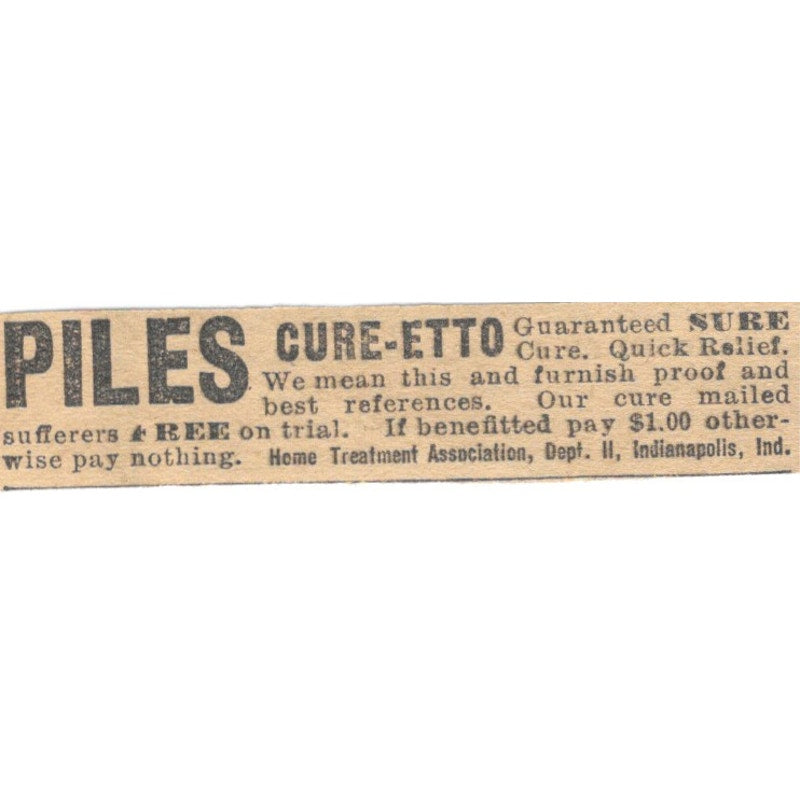 PILES CURE-ETTO Guaranteed SURE
Cure. Quick Relief.
We mean this and furnish proof and
best references. Our cure mailed
sufferers FREE on trial. If benefitted pay $1.00 other-
wise pay nothing. Home Treatment Association, Dept. II, Indianapolis, Ind.